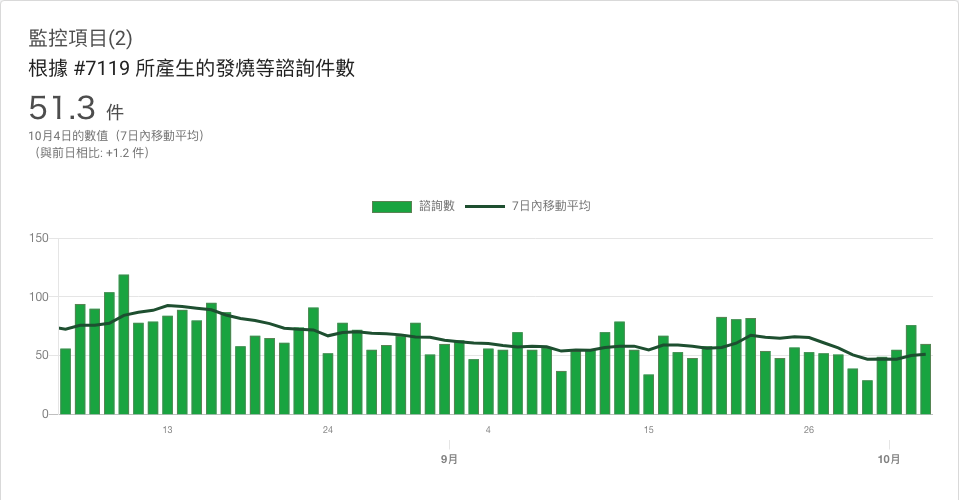 監控項目(2)
根據 #7119 所產生的發燒等諮詢件數
51.3 件
10月4日的數值（7日內移動平均）
（與前日相比: +1.2 件）
諮詢數 7日內移動平均
150
100
50
0
13 24 4 15 26
9月 10月